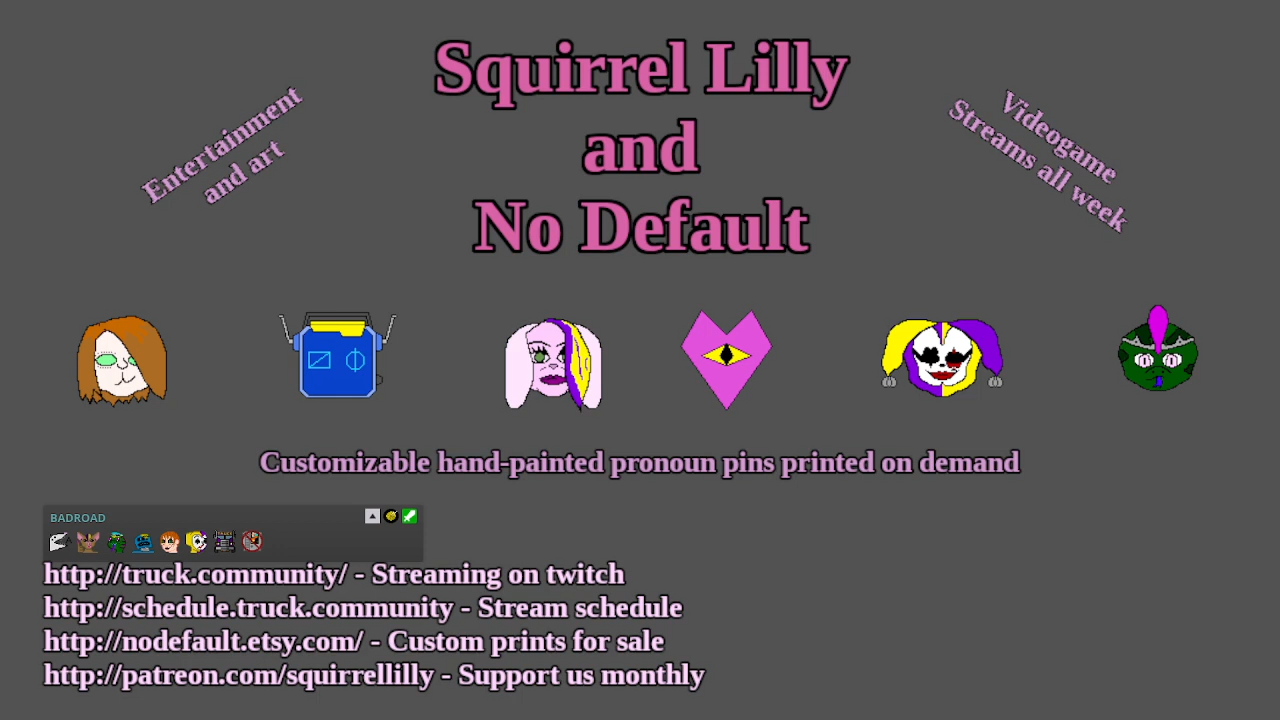 Squirrel Lilly
and
No Default
Entertainment
and art
Videogame
Streams all week
Customizable hand-painted pronoun pins printed on demand
BADROAD
http://truck.community/ - Streaming on twitch
http://schedule.truck.community - Stream schedule
http://nodefault.etsy.com/ - Custom prints for sale
http://patreon.com/squirrellilly - Support us monthly